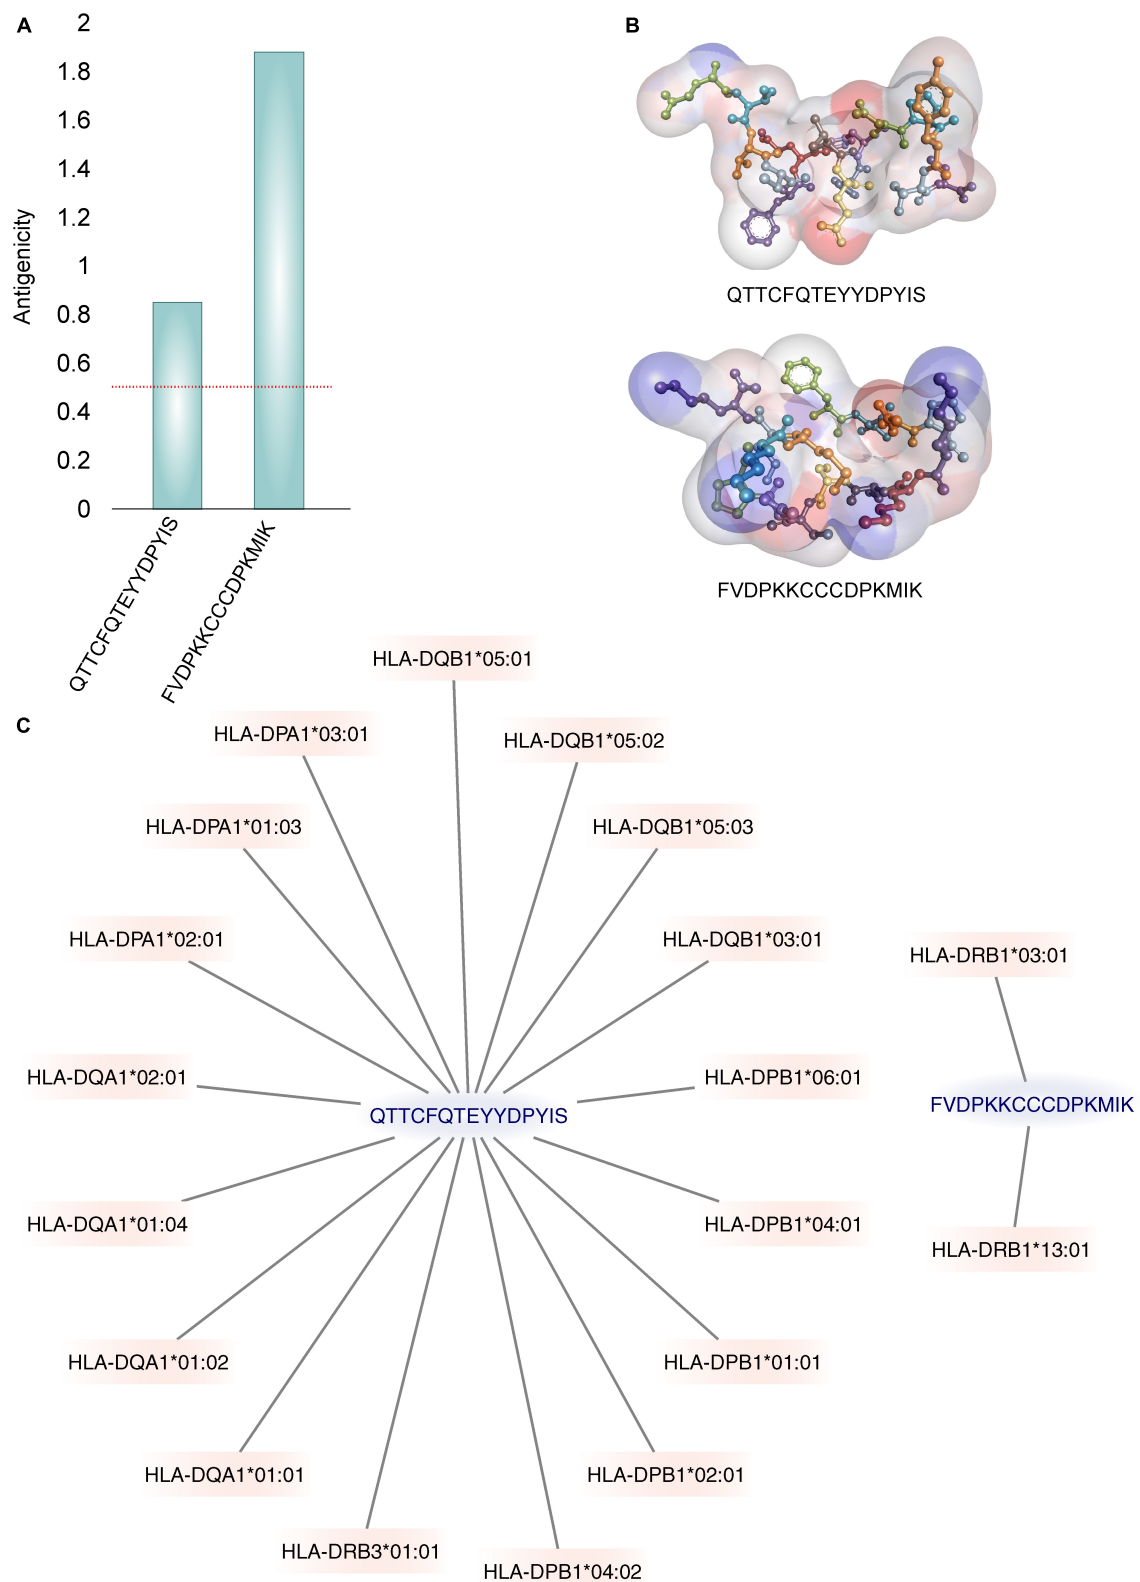 A
2
1.8
1.6
1.4
1.2
1
0.8
0.6
0.4
0.2
0
Antigenicity
QTTCFQTEYYDPYIS
FVDPKKCCCDPKMIK
B
QTTCFQTEYYDPYIS
FVDPKKCCCDPKMIK
C
HLA-DQB1*05:01
HLA-DPA1*03:01
HLA-DQB1*05:02
HLA-DPA1*01:03
HLA-DQB1*05:03
HLA-DPA1*02:01
HLA-DQB1*03:01
HLA-DRB1*03:01
HLA-DQA1*02:01
HLA-DPB1*06:01
QTTCFQTEYYDPYIS
FVDPKKCCCDPKMIK
HLA-DQA1*01:04
HLA-DPB1*04:01
HLA-DRB1*13:01
HLA-DQA1*01:02
HLA-DPB1*01:01
HLA-DQA1*01:01
HLA-DPB1*02:01
HLA-DRB3*01:01
HLA-DPB1*04:02